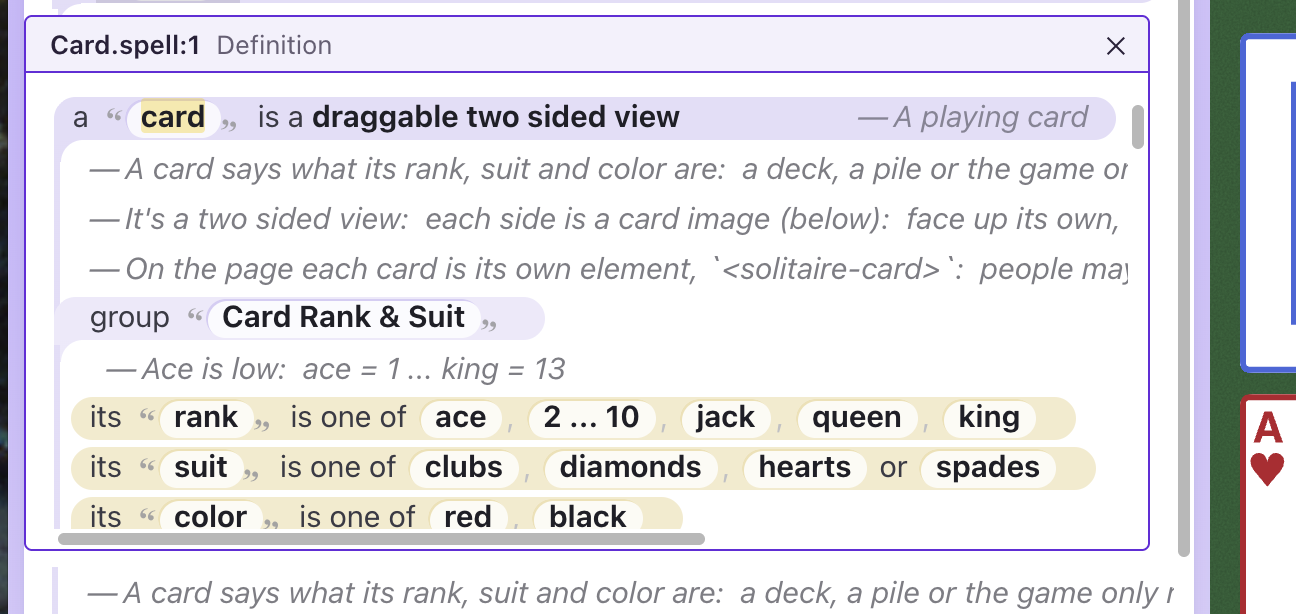 Card.spell:1 Definition
a “ card ” is a draggable two sided view — A playing card
— A card says what its rank, suit and color are: a deck, a pile or the game or
— It's a two sided view: each side is a card image (below): face up its own,
— On the page each card is its own element, `<solitaire-card>`: people may
group “ Card Rank & Suit ”
— Ace is low: ace = 1 ... king = 13
its “ rank ” is one of ace , 2 ... 10 , jack , queen , king
its “ suit ” is one of clubs , diamonds , hearts or spades
its “ color ” is one of red , black
— A card says what its rank, suit and color are: a deck, a pile or the game only
A